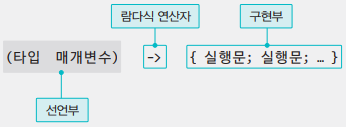 람다식 연산자
구현부
(타입 매개변수) -> { 실행문; 실행문; … }
선언부